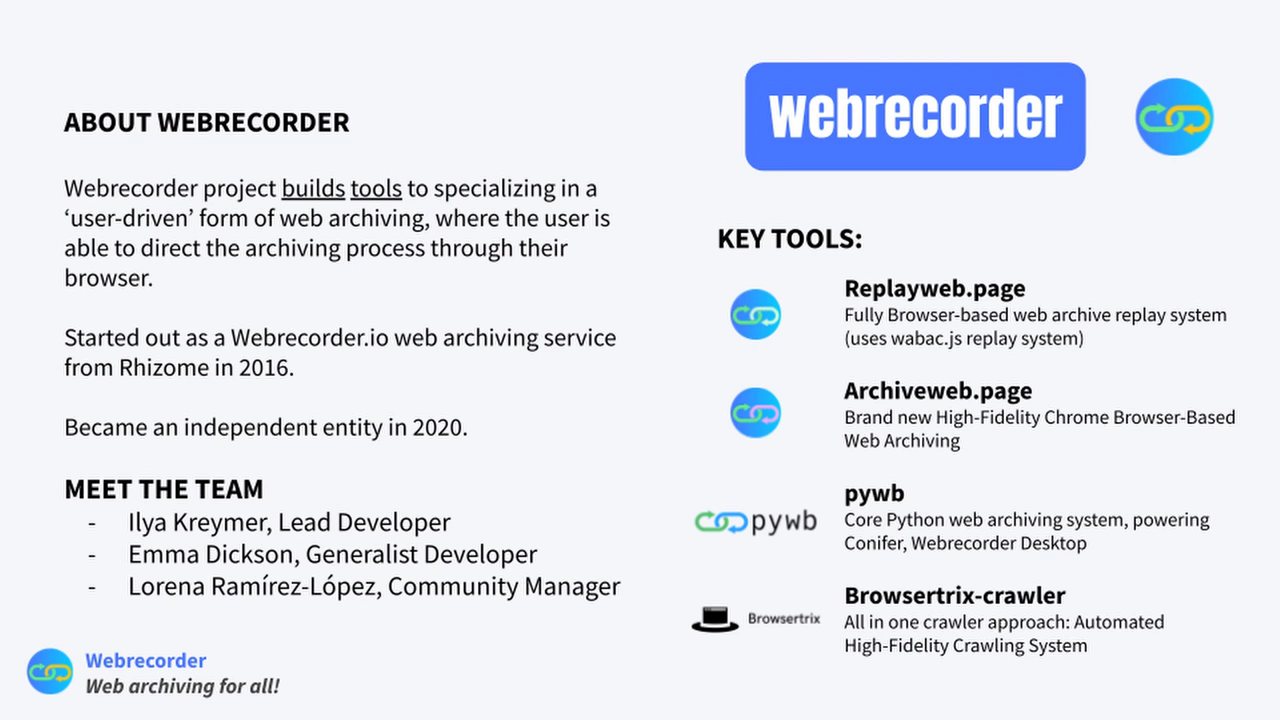 ABOUT WEBRECORDER
Webrecorder project builds tools to specializing in a
‘user-driven’ form of web archiving, where the user is
able to direct the archiving process through their
browser.
Started out as a Webrecorder.io web archiving service
from Rhizome in 2016.
Became an independent entity in 2020.
MEET THE TEAM
- Ilya Kreymer, Lead Developer
- Emma Dickson, Generalist Developer
- Lorena Ramírez-López, Community Manager
Webrecorder
Web archiving for all!
webrecorder
KEY TOOLS:
Replayweb.page
Fully Browser-based web archive replay system
(uses wabac.js replay system)
Archiveweb.page
Brand new High-Fidelity Chrome Browser-Based
Web Archiving
pywb
pywb
Core Python web archiving system, powering
Conifer, Webrecorder Desktop
Browsertrix
Browsertrix-crawler
All in one crawler approach: Automated
High-Fidelity Crawling System